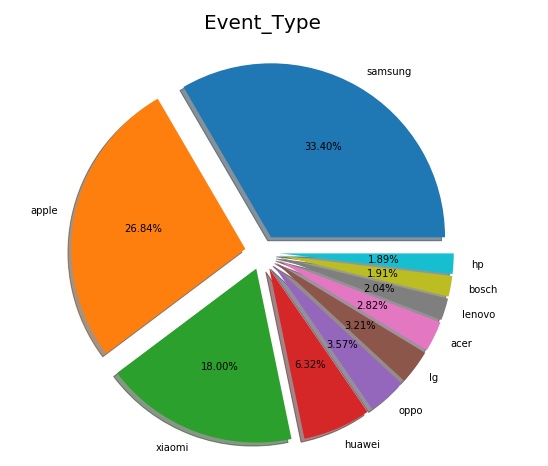 Event_Type
samsung
33.40%
apple
26.84%
xiaomi
18.00%
huawei
6.32%
oppo
3.57%
lg
3.21%
acer
2.82%
lenovo
2.04%
bosch
1.91%
hp
1.89%